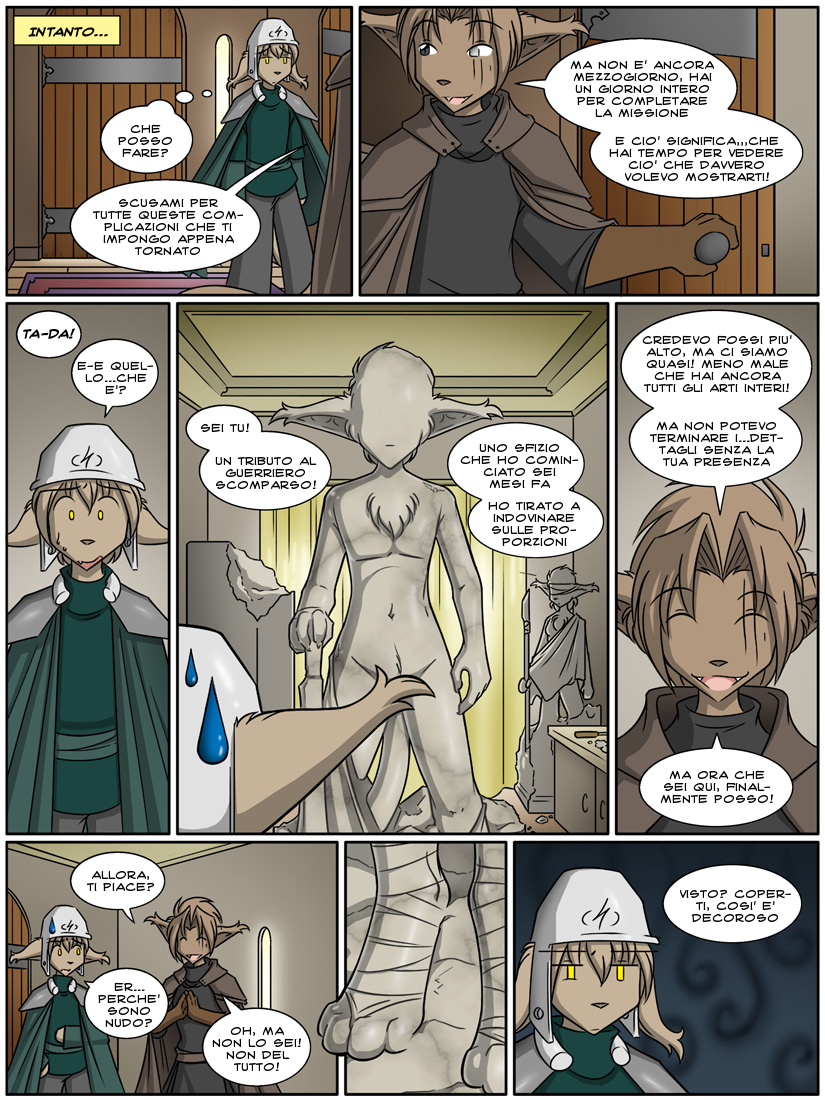 INTANTO...
CHE
POSSO
FARE?
SCUSAMI PER
TUTTE QUESTE COM-
PLICAZIONI CHE TI
IMPONGO APPENA
TORNATO
MA NON E' ANCORA
MEZZOGIORNO, HAI
UN GIORNO INTERO
PER COMPLETARE
LA MISSIONE
E CIO' SIGNIFICA,,,CHE
HAI TEMPO PER VEDERE
CIO' CHE DAVVERO
VOLEVO MOSTRARTI!
TA-DA!
E-E QUEL-
LO...CHE
E'?
SEI TU!
UN TRIBUTO AL
GUERRIERO
SCOMPARSO!
UNO SFIZIO
CHE HO COMIN-
CIATO SEI
MESI FA
HO TIRATO A
INDOVINARE
SULLE PRO-
PORZIONI
CREDEVO FOSSI PIU'
ALTO, MA CI SIAMO
QUASI! MENO MALE
CHE HAI ANCORA
TUTTI GLI ARTI INTERI!
MA NON POTEVO
TERMINARE I...DET-
TAGLI SENZA LA
TUA PRESENZA
MA ORA CHE
SEI QUI, FINAL-
MENTE POSSO!
ALLORA,
TI PIACE?
ER...
PERCHE'
SONO
NUDO?
OH, MA
NON LO SEI!
NON DEL
TUTTO!
VISTO? COPER-
TI, COSI' E'
DECOROSO